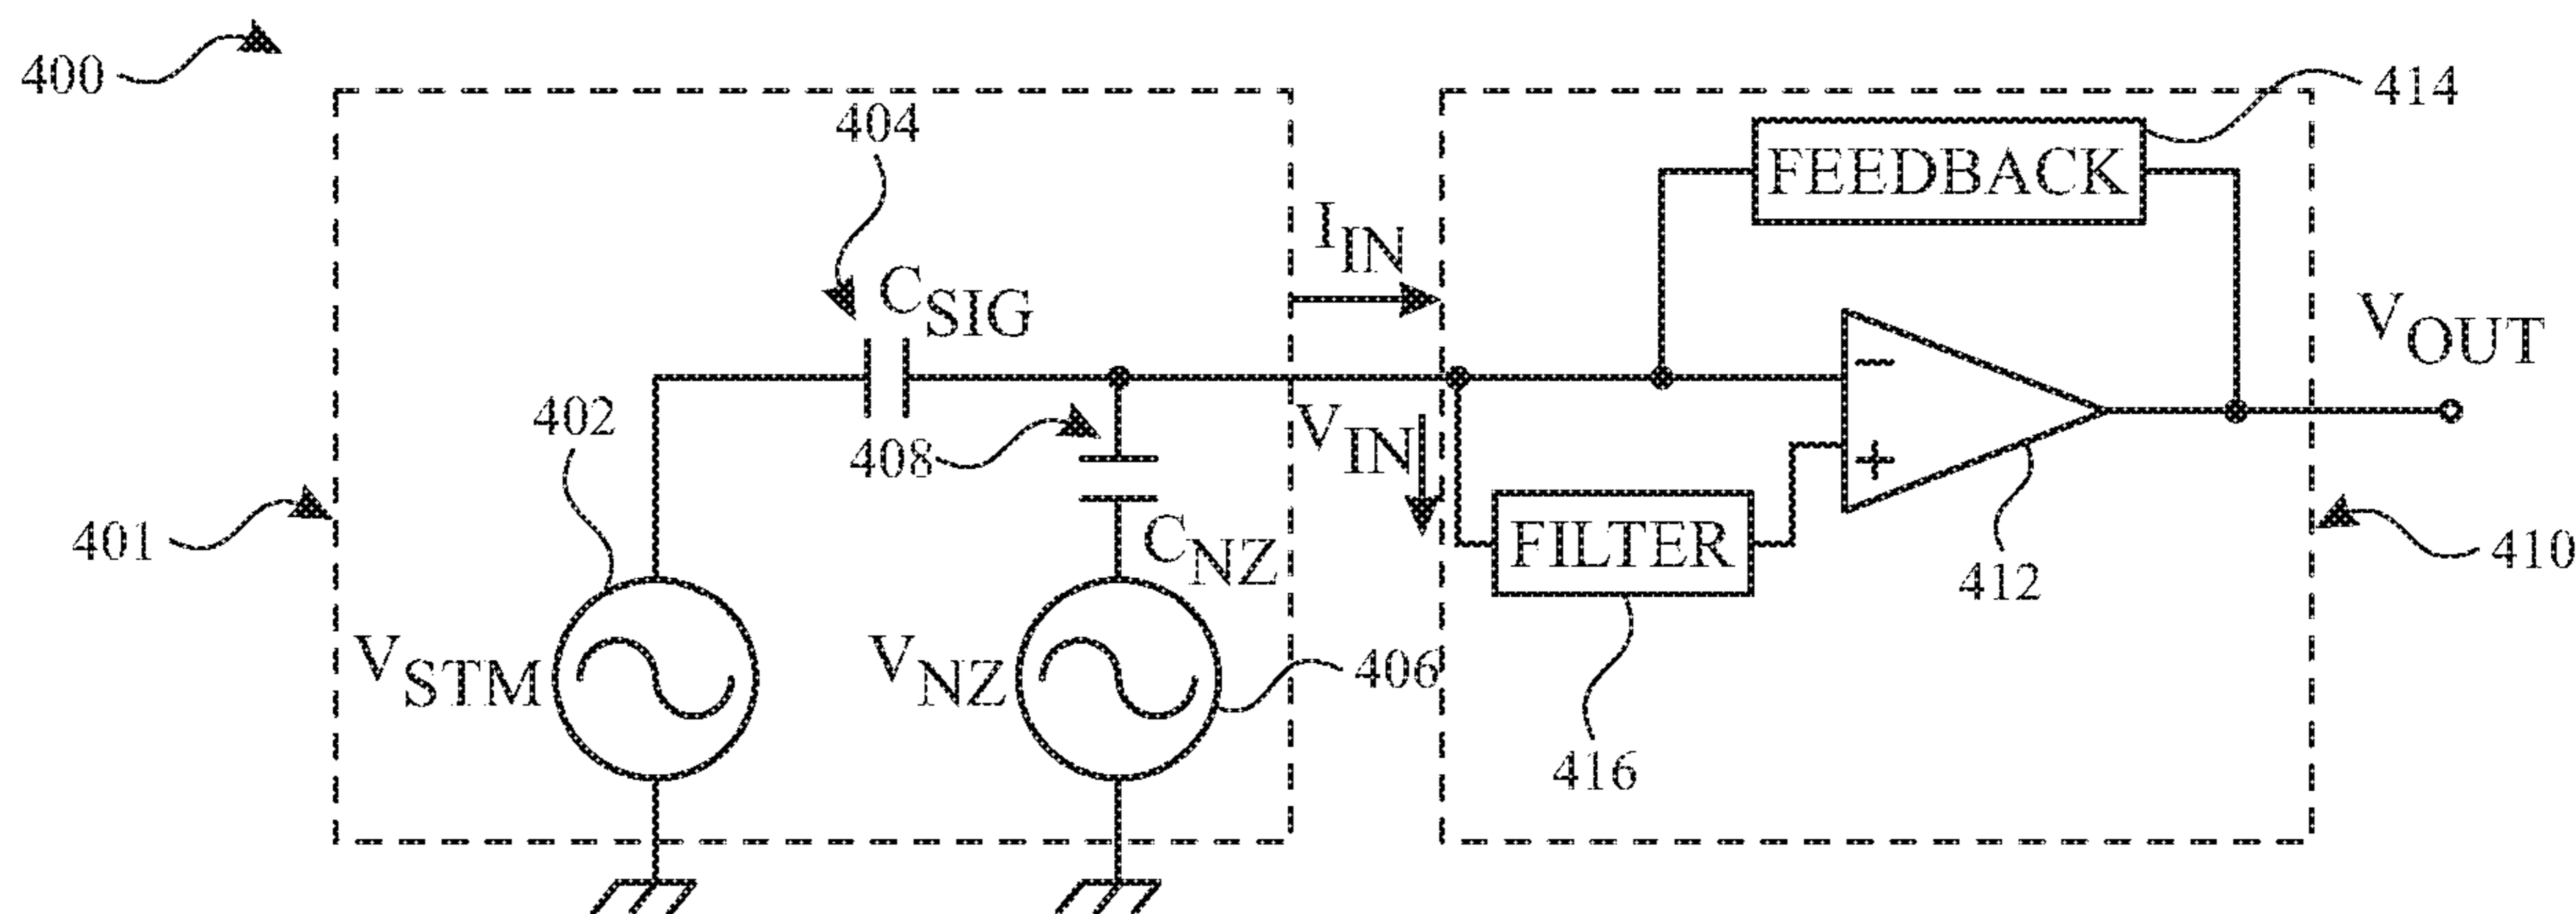 400
404
414
FEEDBACK
I_IN
C_SIG
V_OUT
402
408
V_IN
−
+
401
C_NZ
FILTER
412
410
V_STM
V_NZ
406
416